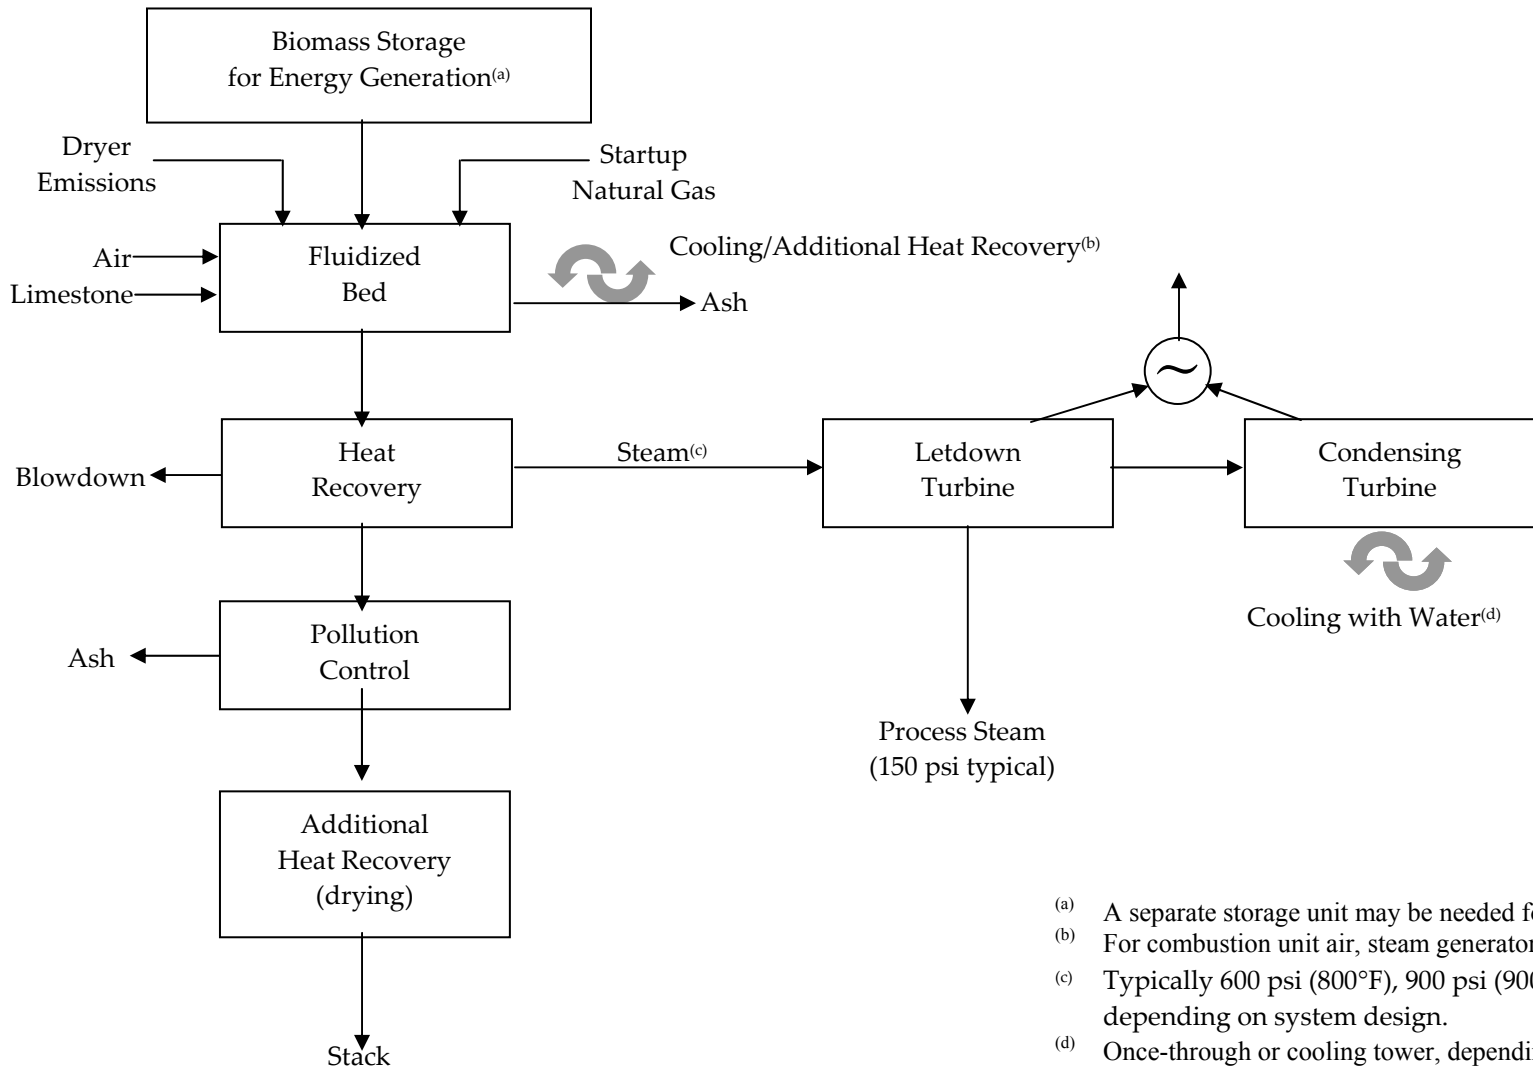 Biomass Storage
for Energy Generation(a)
Dryer
Emissions
Startup
Natural Gas
Air
Limestone
Fluidized
Bed
Cooling/Additional Heat Recovery(b)
Ash
~
Heat
Recovery
Blowdown
Steam(c)
Letdown
Turbine
Condensing
Turbine
Cooling with Water(d)
Pollution
Control
Ash
Process Steam
(150 psi typical)
Additional
Heat Recovery
(drying)
Stack
(a) A separate storage unit may be needed
(b) For combustion unit air, steam generator
(c) Typically 600 psi (800°F), 900 psi (900
depending on system design.
(d) Once-through or cooling tower,